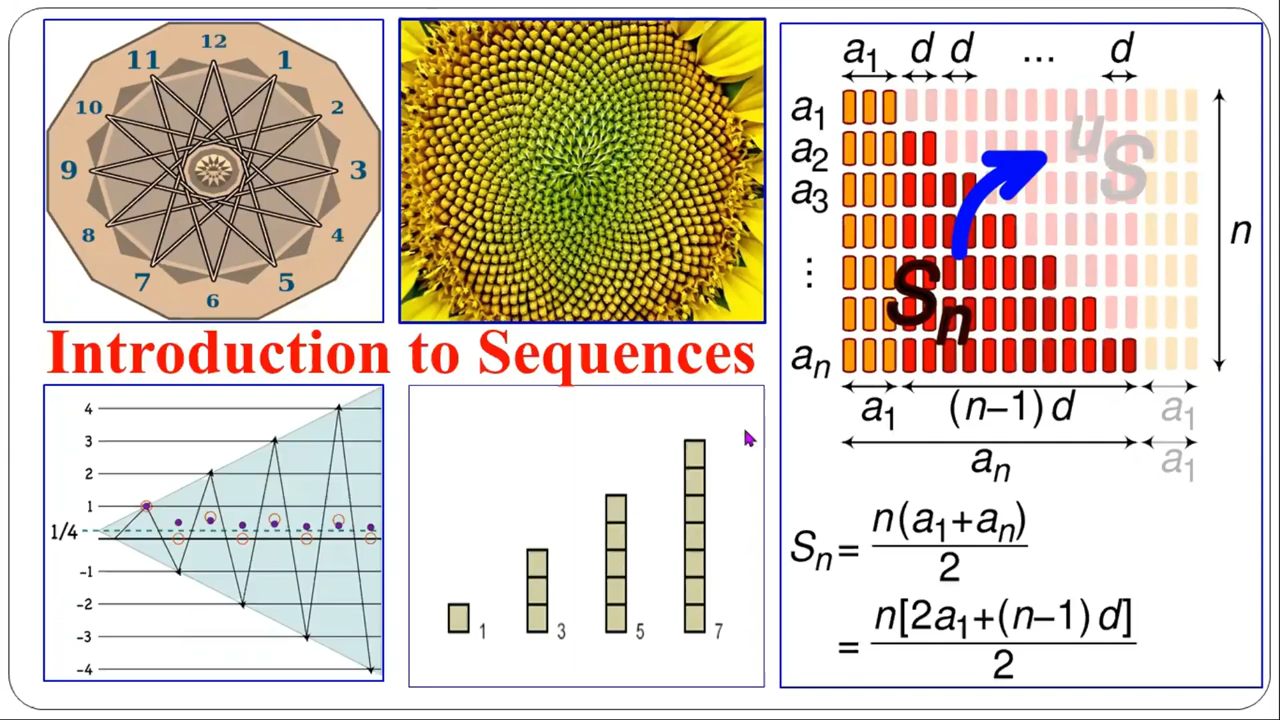 12
11 1
10 2
9 3
8 4
7 5
6
Introduction to Sequences
4
3
2
1
1/4
-1
-2
-3
-4
1 3 5 7
a₁ d d ... d
a₁
a₂
a₃
⋮
aₙ
Sₙ
Sₙ
n
a₁ (n−1) d a₁
aₙ a₁
Sₙ = n(a₁+aₙ) / 2
= n[2a₁+(n−1) d] / 2